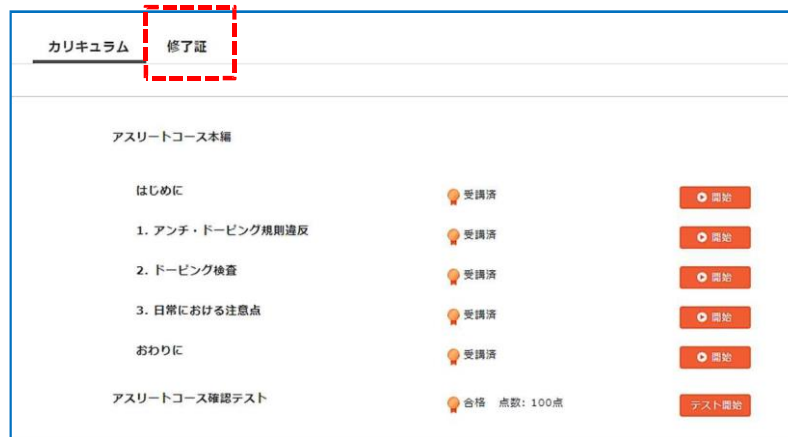 カリキュラム 修了証
アスリートコース本編
はじめに 受講済 開始
1. アンチ・ドーピング規則違反 受講済 開始
2. ドーピング検査 受講済 開始
3. 日常における注意点 受講済 開始
おわりに 受講済 開始
アスリートコース確認テスト 合格 点数: 100点 テスト開始